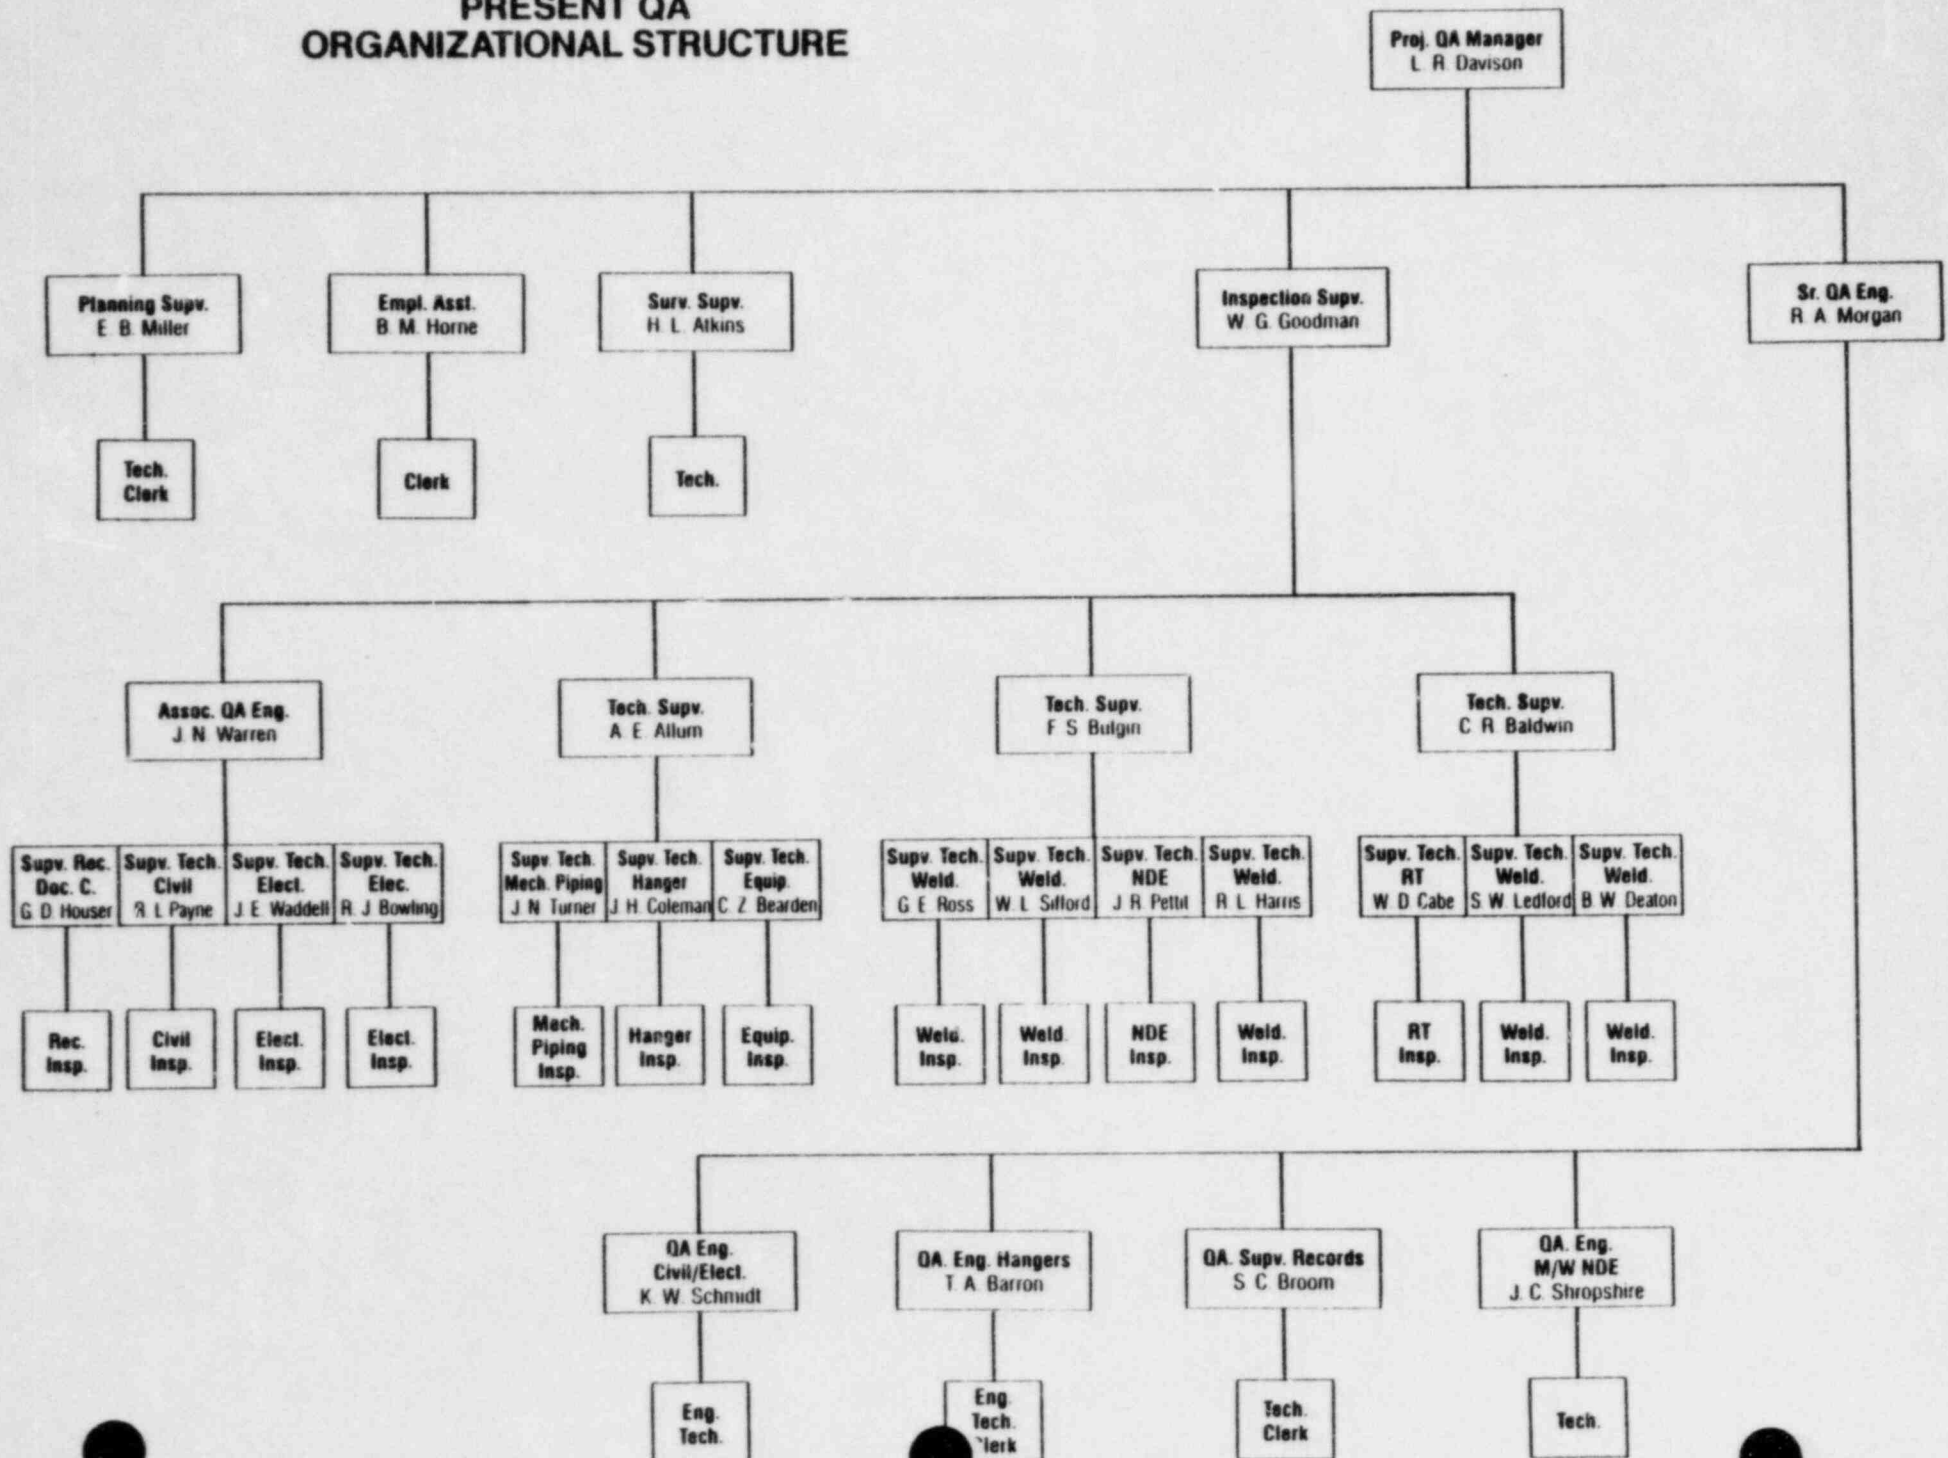 PRESENT QA
ORGANIZATIONAL STRUCTURE
Proj. QA Manager
L. R. Davison
Planning Supv.
E. B. Miller
Empl. Asst.
B. M. Horne
Surv. Supv.
H. L. Atkins
Inspection Supv.
W. G. Goodman
Sr. QA Eng.
R. A. Morgan
Tech.
Clerk
Clerk
Tech.
Assoc. QA Eng.
J. N. Warren
Tech. Supv.
A. E. Allum
Tech. Supv.
F. S. Bulgin
Tech. Supv.
C. R. Baldwin
Supv. Rec.
Doc. C.
G. D. Houser
Supv. Tech.
Civil
R. L. Payne
Supv. Tech.
Elect.
J. E. Waddell
Supv. Tech.
Elec.
R. J. Bowling
Supv. Tech.
Mech. Piping
J. N. Turner
Supv. Tech.
Hanger
J. H. Coleman
Supv. Tech.
Equip.
C. Z. Bearden
Supv. Tech.
Weld.
G. E. Ross
Supv. Tech.
Weld.
W. L. Sifford
Supv. Tech.
NDE
J. R. Pettit
Supv. Tech.
Weld.
R. L. Harris
Supv. Tech.
RT
W. D. Cabe
Supv. Tech.
Weld.
S. W. Ledford
Supv. Tech.
Weld.
B. W. Deaton
Rec.
Insp.
Civil
Insp.
Elect.
Insp.
Elect.
Insp.
Mech.
Piping
Insp.
Hanger
Insp.
Equip.
Insp.
Weld.
Insp.
Weld.
Insp.
NDE
Insp.
Weld.
Insp.
RT
Insp.
Weld.
Insp.
Weld.
Insp.
QA Eng.
Civil/Elect.
K. W. Schmidt
QA. Eng. Hangers
T. A. Barron
QA. Supv. Records
S. C. Broom
QA. Eng.
M/W NDE
J. C. Shropshire
Eng.
Tech.
Eng.
Tech.
Clerk
Tech.
Clerk
Tech.